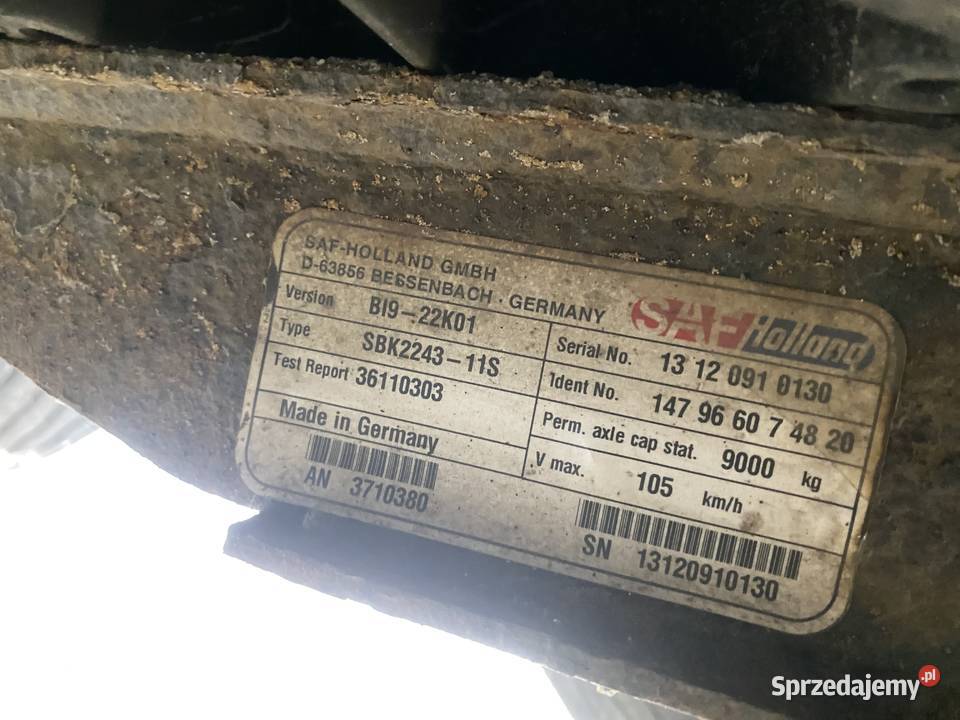 SAF-HOLLAND GMBH
D-63856 BESSENBACH . GERMANY
SAF Holland
Version BI9-22K01
Type SBK2243-11S
Test Report 36110303
Made in Germany
AN 3710380
Serial No. 13 12 091 0130
Ident No. 147 96 60 7 48 20
Perm. axle cap stat. 9000 kg
V max. 105 km/h
SN 13120910130
Sprzedajemy.pl